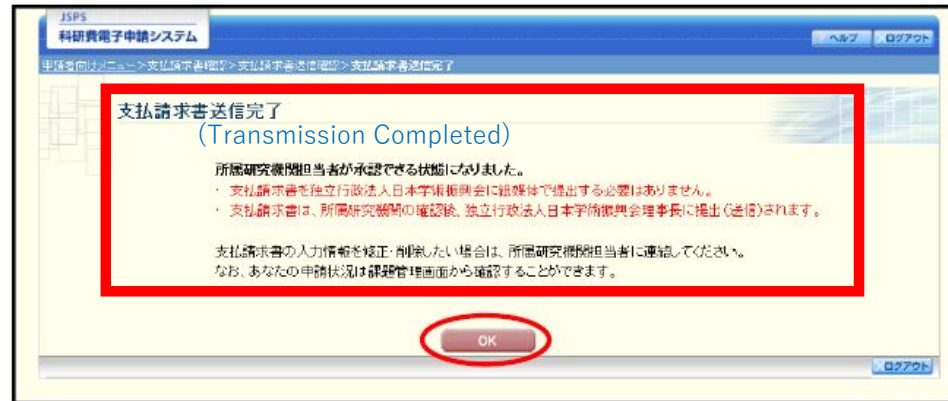 JSPS
科研費電子申請システム
ヘルプ ログアウト
申請者向けメニュー>支払請求書確認>支払請求書送信確認>支払請求書送信完了
支払請求書送信完了
(Transmission Completed)
所属研究機関担当者が承認できる状態になりました。
・ 支払請求書を独立行政法人日本学術振興会に紙媒体で提出する必要はありません。
・ 支払請求書は、所属研究機関の確認後、独立行政法人日本学術振興会理事長に提出(送信)されます。
支払請求書の入力情報を修正・削除したい場合は、所属研究機関担当者に連絡してください。
なお、あなたの申請状況は課題管理画面から確認することができます。
OK
ログアウト